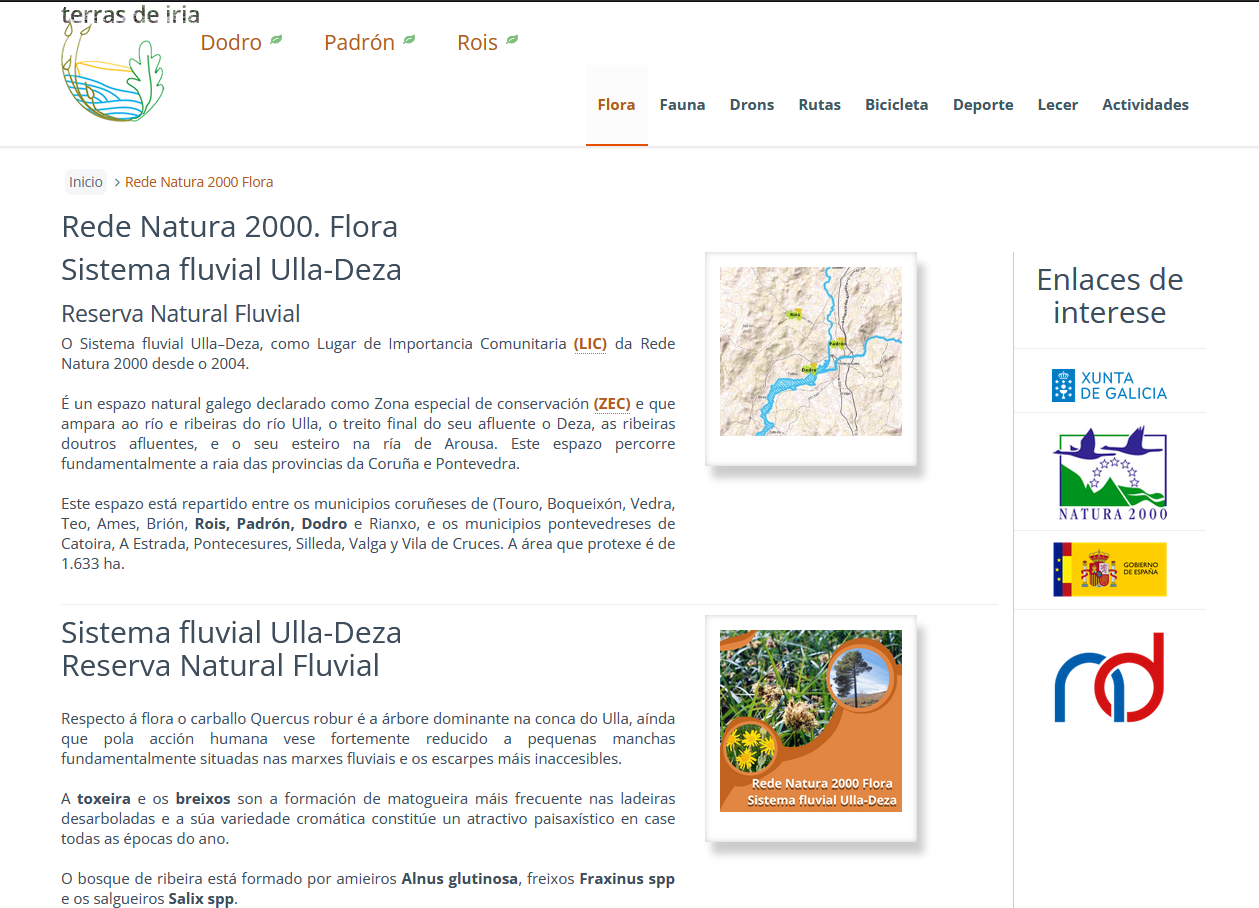 terras de iria
Dodro
Padrón
Rois
Flora
Fauna
Drons
Rutas
Bicicleta
Deporte
Lecer
Actividades
Inicio › Rede Natura 2000 Flora
Rede Natura 2000. Flora
Sistema fluvial Ulla-Deza
Reserva Natural Fluvial
O Sistema fluvial Ulla–Deza, como Lugar de Importancia Comunitaria (LIC) da Rede
Natura 2000 desde o 2004.
É un espazo natural galego declarado como Zona especial de conservación (ZEC) e que
ampara ao río e ribeiras do río Ulla, o treito final do seu afluente o Deza, as ribeiras
doutros afluentes, e o seu esteiro na ría de Arousa. Este espazo percorre
fundamentalmente a raia das provincias da Coruña e Pontevedra.
Este espazo está repartido entre os municipios coruñeses de (Touro, Boqueixón, Vedra,
Teo, Ames, Brión, Rois, Padrón, Dodro e Rianxo, e os municipios pontevedreses de
Catoira, A Estrada, Pontecesures, Silleda, Valga y Vila de Cruces. A área que protexe é de
1.633 ha.
Rois
Padrón
Dodro
Sistema fluvial Ulla-Deza
Reserva Natural Fluvial
Respecto á flora o carballo Quercus robur é a árbore dominante na conca do Ulla, aínda
que pola acción humana vese fortemente reducido a pequenas manchas
fundamentalmente situadas nas marxes fluviais e os escarpes máis inaccesibles.
A toxeira e os breixos son a formación de matogueira máis frecuente nas ladeiras
desarboladas e a súa variedade cromática constitúe un atractivo paisaxístico en case
todas as épocas do ano.
O bosque de ribeira está formado por amieiros Alnus glutinosa, freixos Fraxinus spp
e os salgueiros Salix spp.
Rede Natura 2000 Flora
Sistema fluvial Ulla-Deza
Enlaces de
interese
XUNTA
DE GALICIA
NATURA 2000
GOBIERNO
DE ESPAÑA